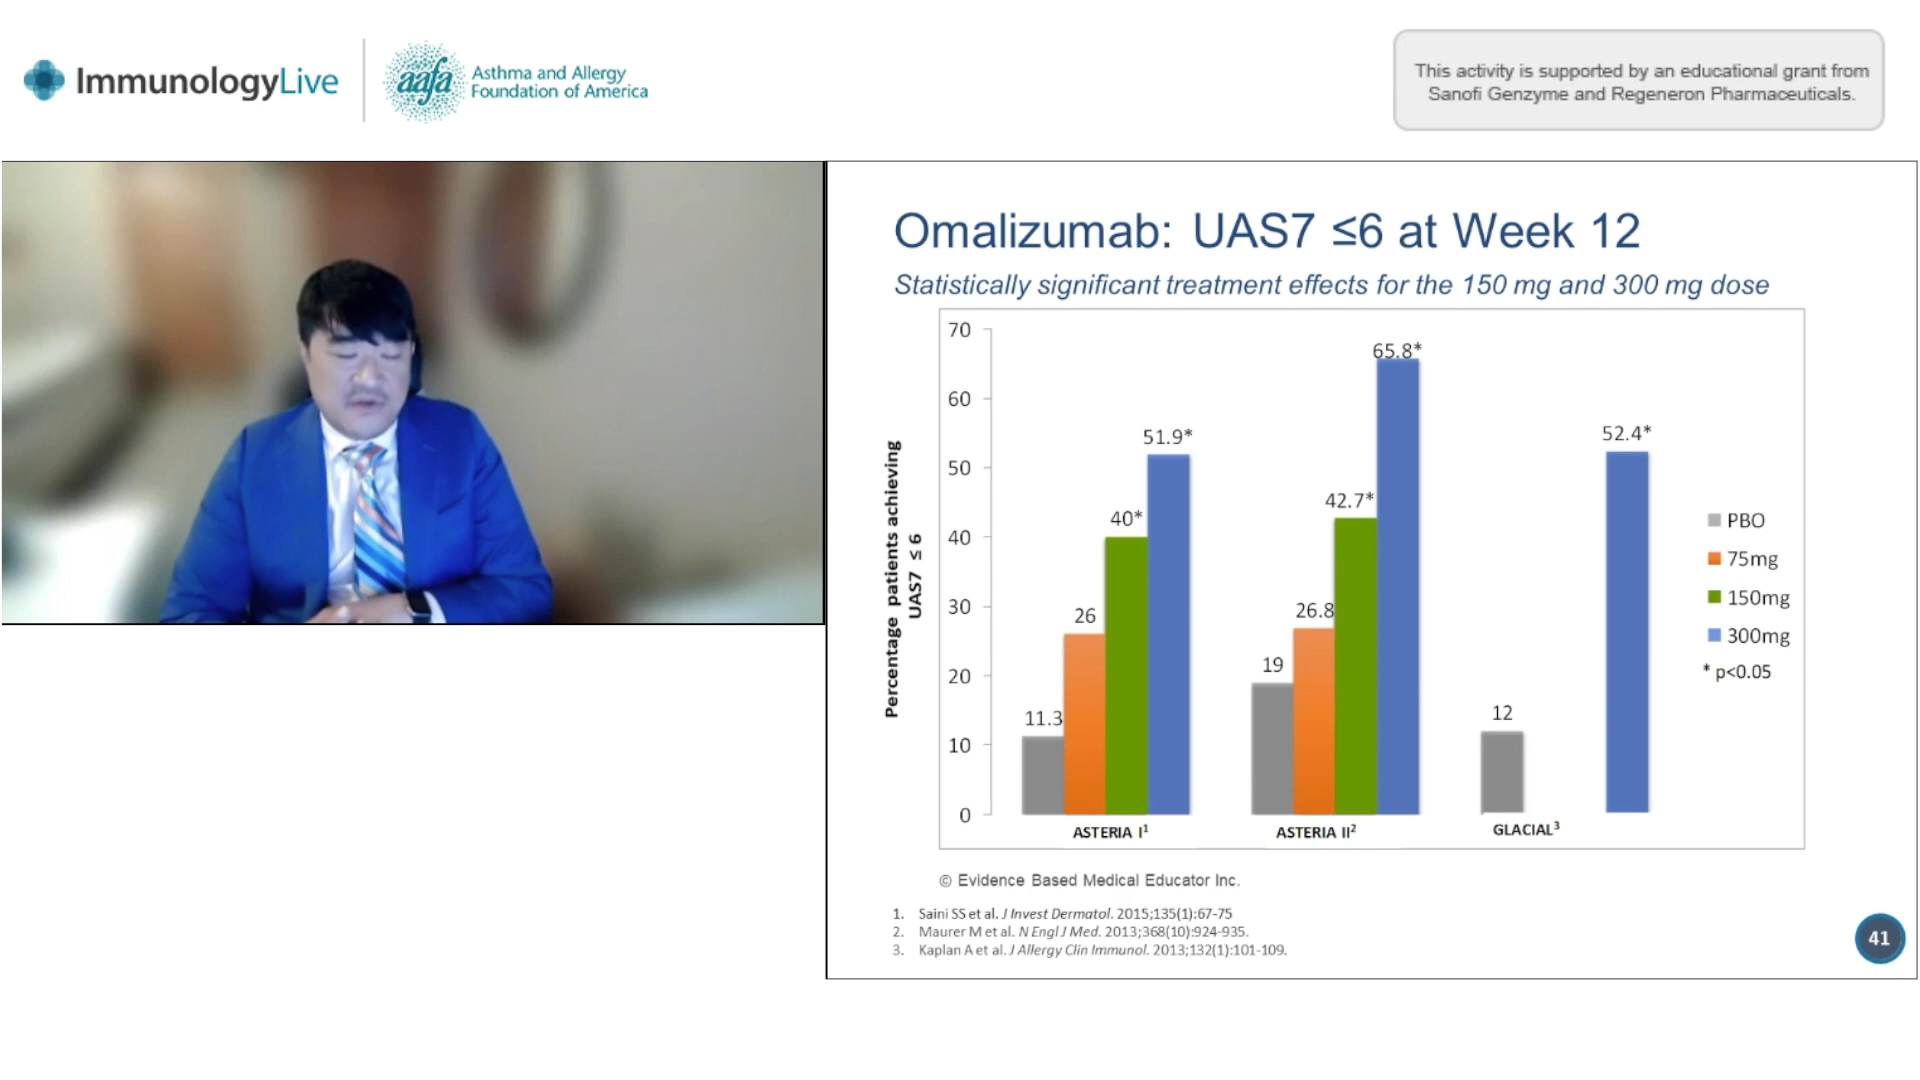 ImmunologyLive
aafa
Asthma and Allergy
Foundation of America
This activity is supported by an educational grant from
Sanofi Genzyme and Regeneron Pharmaceuticals.
Omalizumab: UAS7 ≤6 at Week 12
Statistically significant treatment effects for the 150 mg and 300 mg dose
Percentage patients achieving
UAS7 ≤ 6
70
60
50
40
30
20
10
0
11.3
26
40*
51.9*
19
26.8
42.7*
65.8*
12
52.4*
ASTERIA I¹
ASTERIA II²
GLACIAL³
PBO
75mg
150mg
300mg
* p<0.05
© Evidence Based Medical Educator Inc.
1. Saini SS et al. J Invest Dermatol. 2015;135(1):67-75
2. Maurer M et al. N Engl J Med. 2013;368(10):924-935.
3. Kaplan A et al. J Allergy Clin Immunol. 2013;132(1):101-109.
41